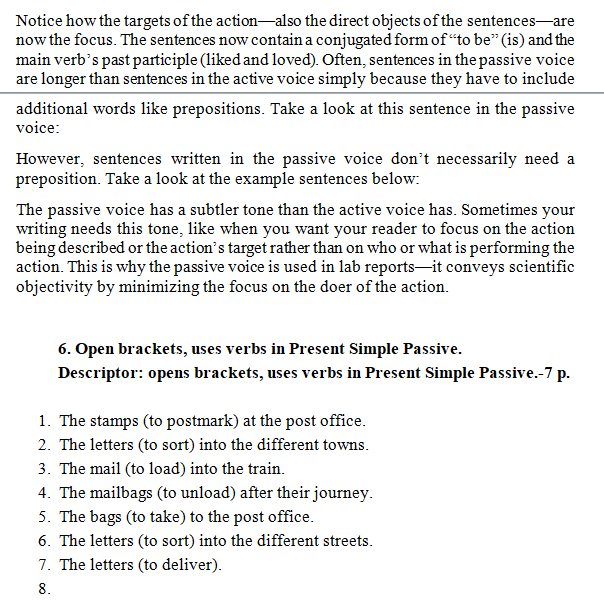 Notice how the targets of the action—also the direct objects of the sentences—are
now the focus. The sentences now contain a conjugated form of “to be” (is) and the
main verb’s past participle (liked and loved). Often, sentences in the passive voice
are longer than sentences in the active voice simply because they have to include
additional words like prepositions. Take a look at this sentence in the passive
voice:
However, sentences written in the passive voice don’t necessarily need a
preposition. Take a look at the example sentences below:
The passive voice has a subtler tone than the active voice has. Sometimes your
writing needs this tone, like when you want your reader to focus on the action
being described or the action’s target rather than on who or what is performing the
action. This is why the passive voice is used in lab reports—it conveys scientific
objectivity by minimizing the focus on the doer of the action.
6. Open brackets, uses verbs in Present Simple Passive.
Descriptor: opens brackets, uses verbs in Present Simple Passive.-7 p.
1. The stamps (to postmark) at the post office.
2. The letters (to sort) into the different towns.
3. The mail (to load) into the train.
4. The mailbags (to unload) after their journey.
5. The bags (to take) to the post office.
6. The letters (to sort) into the different streets.
7. The letters (to deliver).
8.